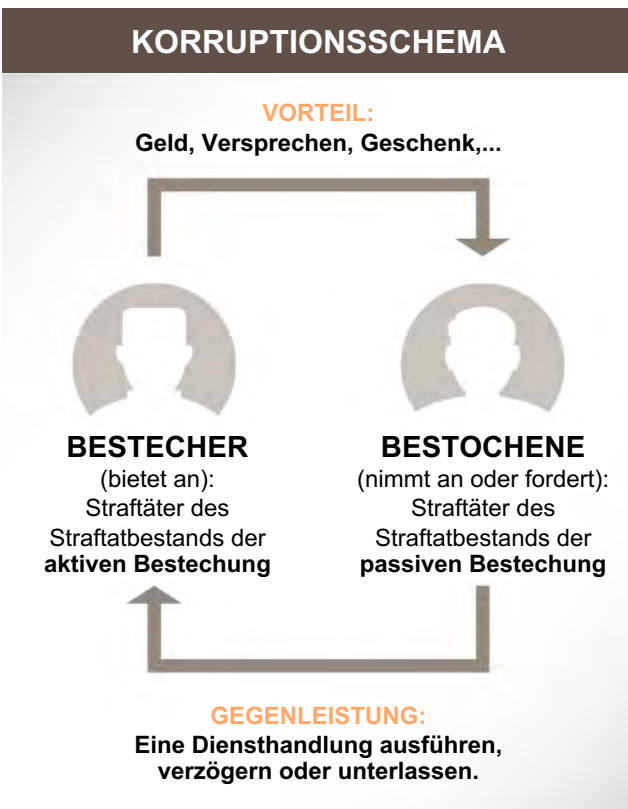 KORRUPTIONSSCHEMA
VORTEIL:
Geld, Versprechen, Geschenk,...
BESTECHER
(bietet an):
Straftäter des
Straftatbestands der
aktiven Bestechung
BESTOCHENE
(nimmt an oder fordert):
Straftäter des
Straftatbestands der
passiven Bestechung
GEGENLEISTUNG:
Eine Diensthandlung ausführen,
verzögern oder unterlassen.